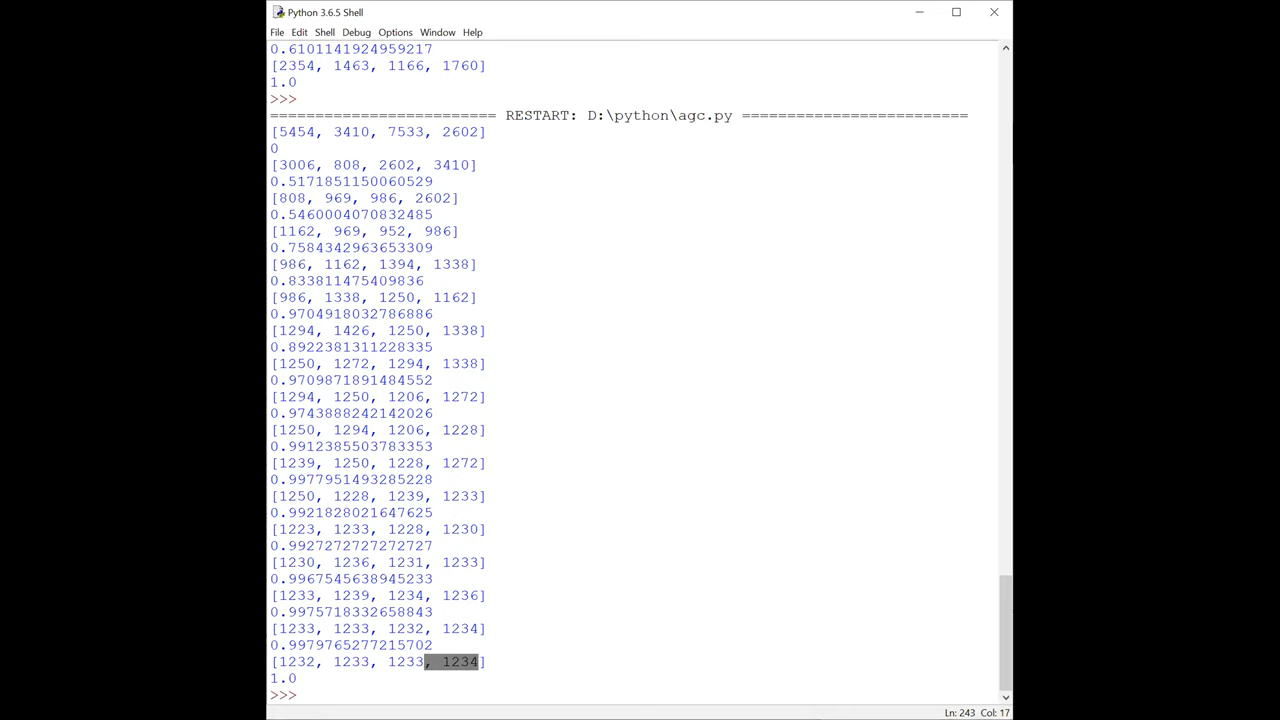 Python 3.6.5 Shell
File Edit Shell Debug Options Window Help
0.6101141924959217
[2354, 1463, 1166, 1760]
1.0
>>>
========================= RESTART: D:\python\agc.py =========================
[5454, 3410, 7533, 2602]
0
[3006, 808, 2602, 3410]
0.5171851150060529
[808, 969, 986, 2602]
0.5460004070832485
[1162, 969, 952, 986]
0.7584342963653309
[986, 1162, 1394, 1338]
0.833811475409836
[986, 1338, 1250, 1162]
0.9704918032786886
[1294, 1426, 1250, 1338]
0.8922381311228335
[1250, 1272, 1294, 1338]
0.9709871891484552
[1294, 1250, 1206, 1272]
0.9743888242142026
[1250, 1294, 1206, 1228]
0.9912385503783353
[1239, 1250, 1228, 1272]
0.9977951493285228
[1250, 1228, 1239, 1233]
0.9921828021647625
[1223, 1233, 1228, 1230]
0.9927272727272727
[1230, 1236, 1231, 1233]
0.9967545638945233
[1233, 1239, 1234, 1236]
0.9975718332658843
[1233, 1233, 1232, 1234]
0.9979765277215702
[1232, 1233, 1233, 1234]
1.0
>>>
Ln: 243 Col: 17